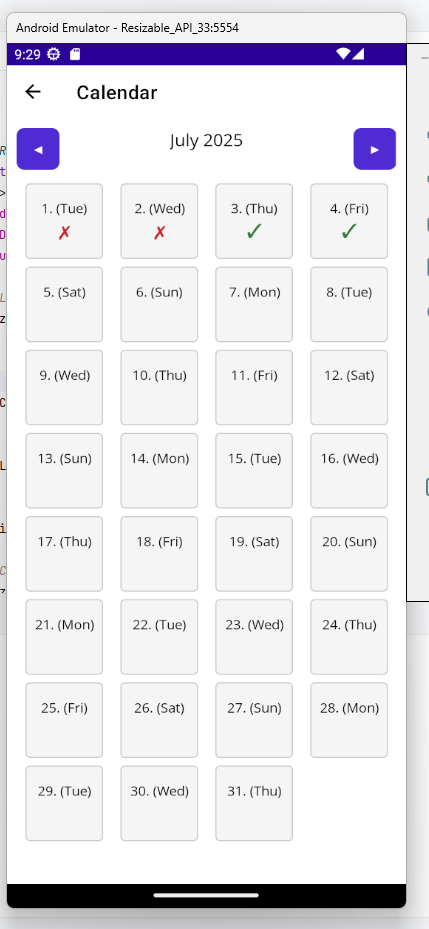 Android Emulator - Resizable_API_33:5554
9:29
Calendar
July 2025
1. (Tue) 2. (Wed) 3. (Thu) 4. (Fri)
✗ ✗ ✓ ✓
5. (Sat) 6. (Sun) 7. (Mon) 8. (Tue)
9. (Wed) 10. (Thu) 11. (Fri) 12. (Sat)
13. (Sun) 14. (Mon) 15. (Tue) 16. (Wed)
17. (Thu) 18. (Fri) 19. (Sat) 20. (Sun)
21. (Mon) 22. (Tue) 23. (Wed) 24. (Thu)
25. (Fri) 26. (Sat) 27. (Sun) 28. (Mon)
29. (Tue) 30. (Wed) 31. (Thu)